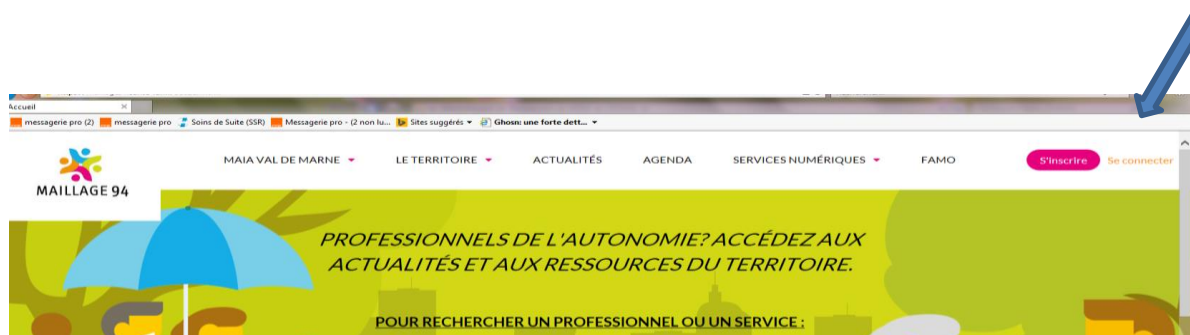 Accueil
messagerie pro (2) messagerie pro Soins de Suite (SSR) Messagerie pro - (2 non lu... Sites suggérés Ghosn: une forte dett...
MAIA VAL DE MARNE LE TERRITOIRE ACTUALITÉS AGENDA SERVICES NUMÉRIQUES FAMO S'inscrire Se connecter
MAILLAGE 94
PROFESSIONNELS DE L'AUTONOMIE? ACCÉDEZ AUX
ACTUALITÉS ET AUX RESSOURCES DU TERRITOIRE.
POUR RECHERCHER UN PROFESSIONNEL OU UN SERVICE :